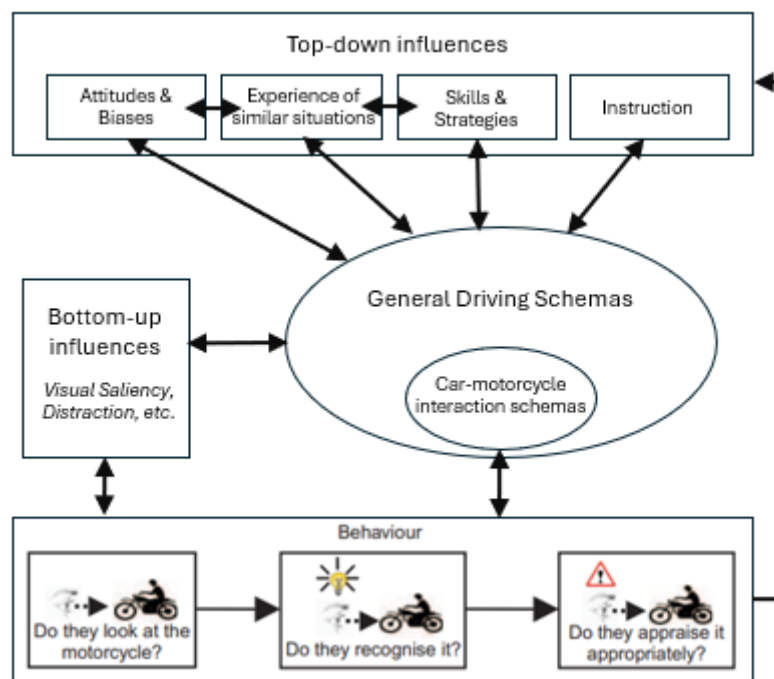 Top-down influences
Attitudes &
Biases
Experience of
similar situations
Skills &
Strategies
Instruction
General Driving Schemas
Bottom-up
influences
Visual Saliency,
Distraction, etc.
Car-motorcycle
interaction schemas
Behaviour
Do they look at the
motorcycle?
Do they recognise it?
Do they appraise it
appropriately?